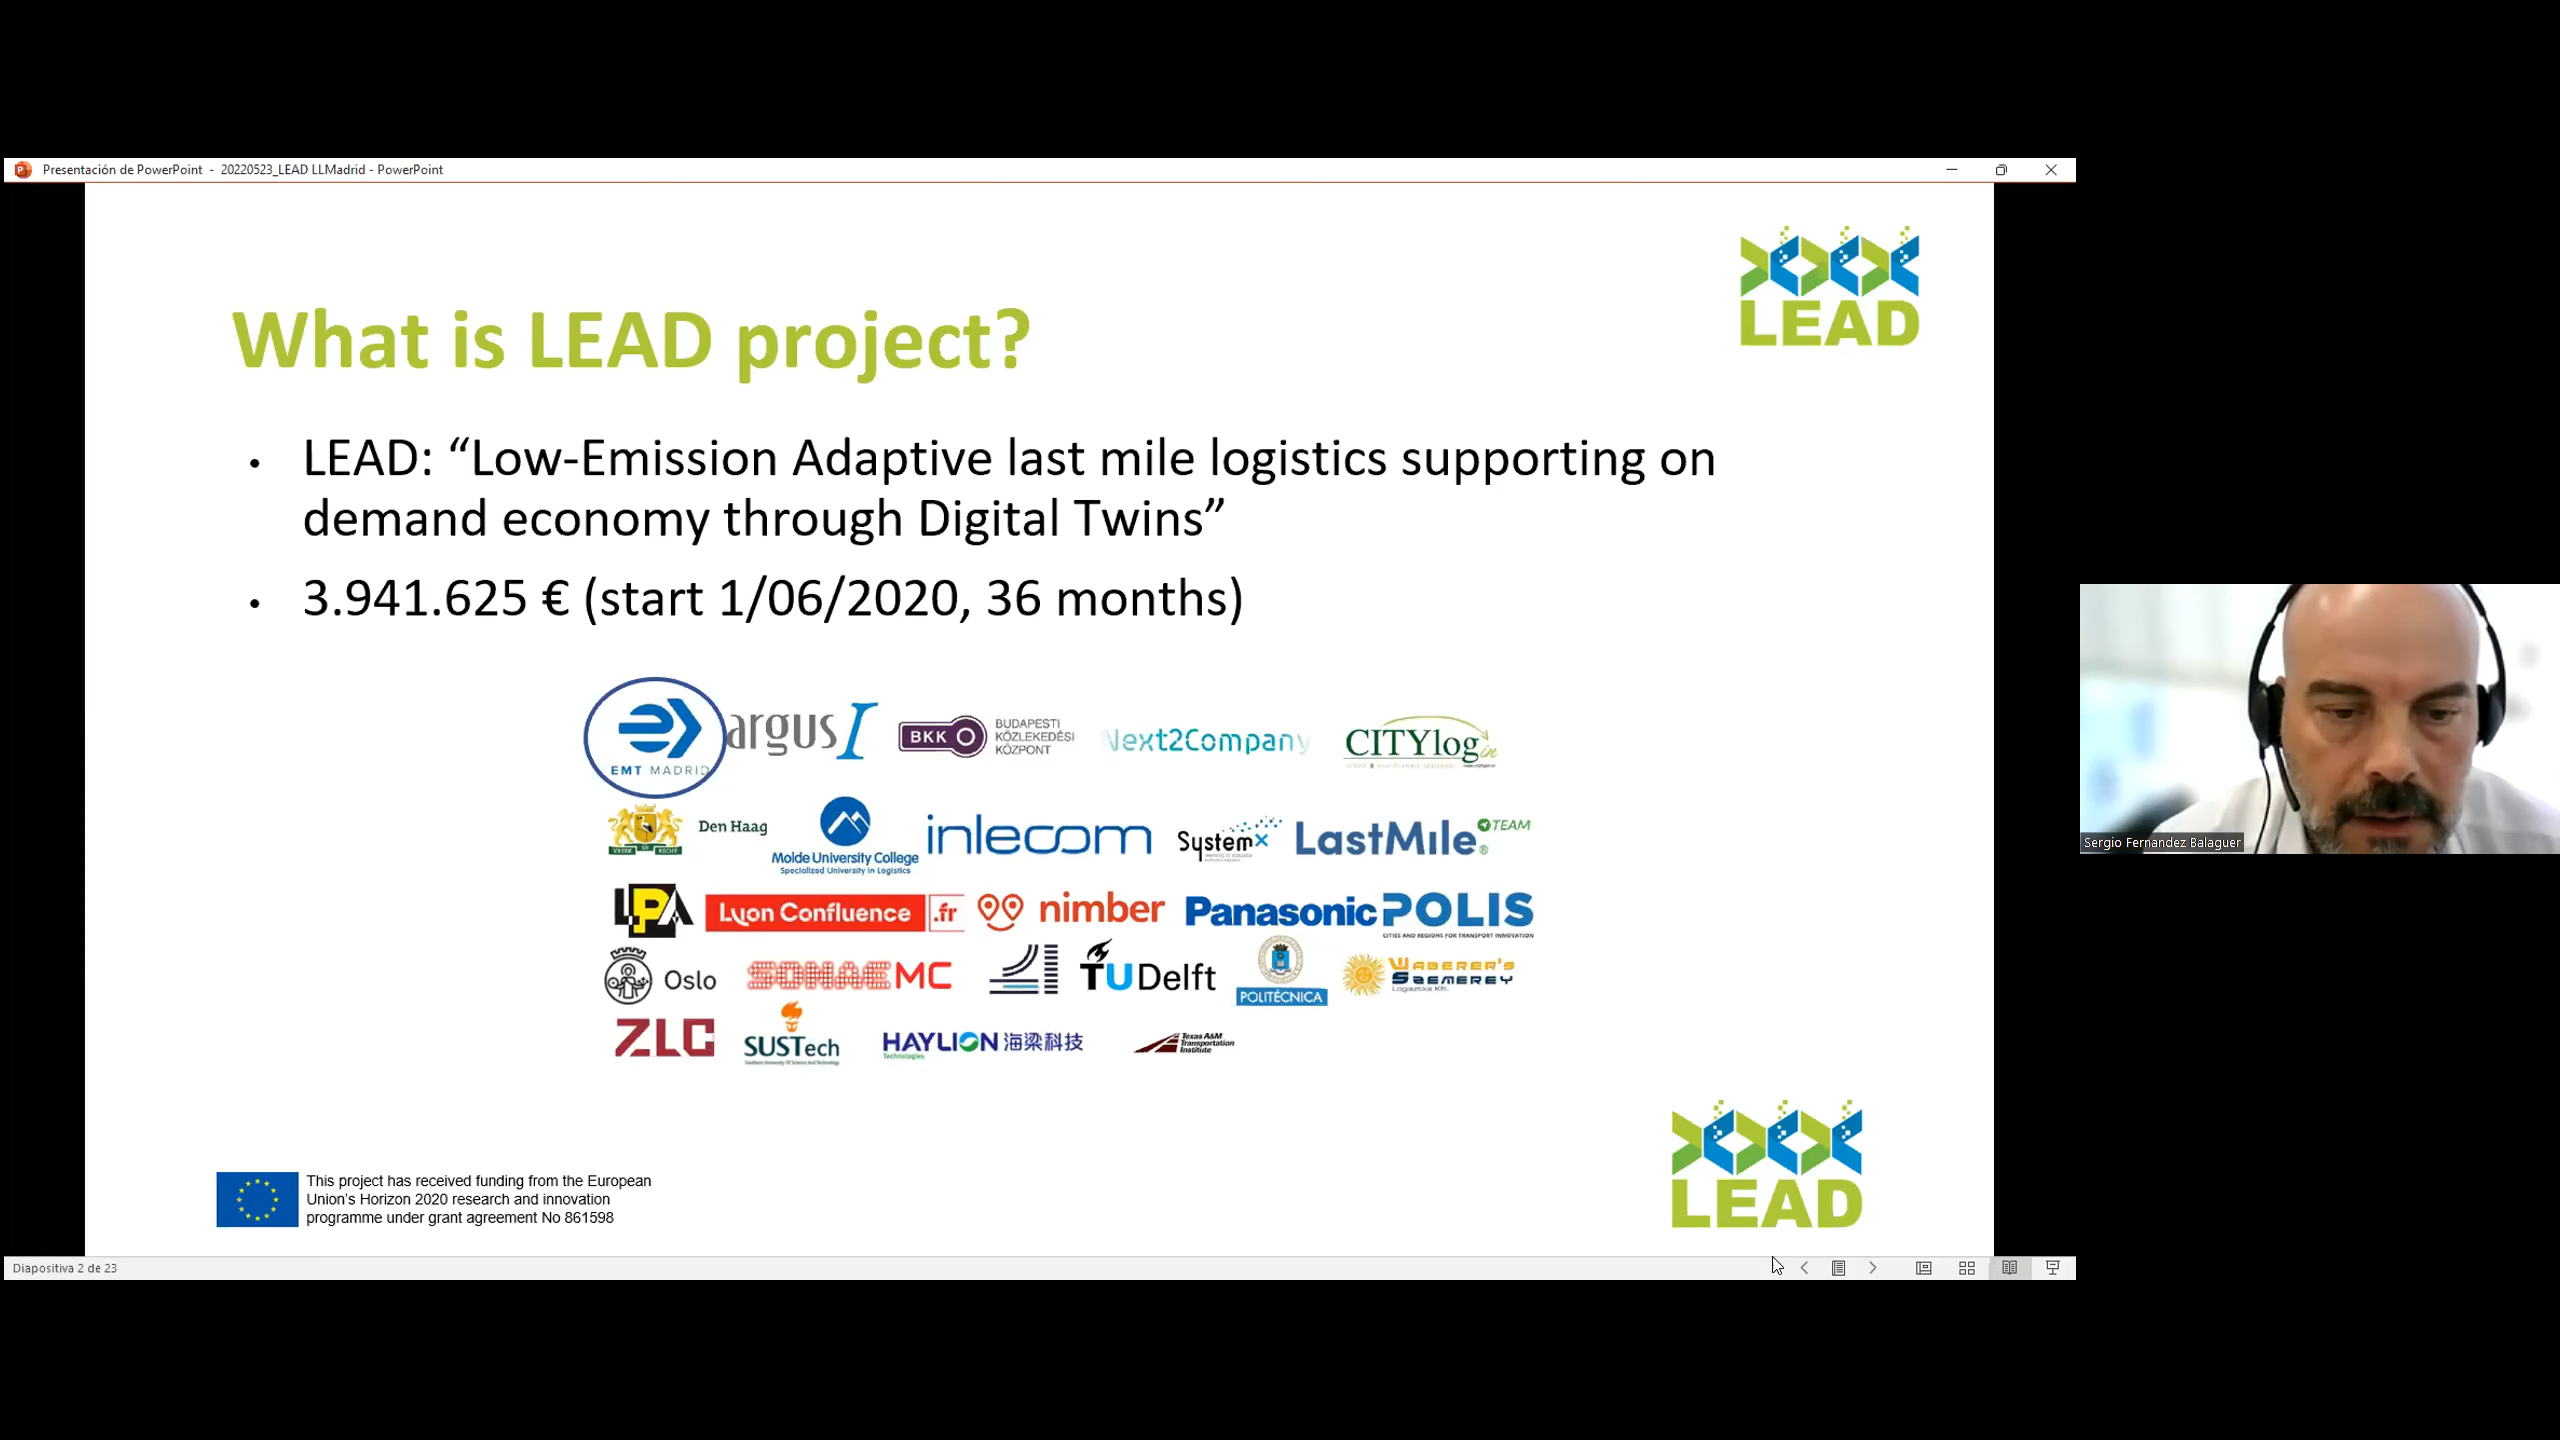 Presentación de PowerPoint - 20220523_LEAD LLMadrid - PowerPoint
LEAD
What is LEAD project?
• LEAD: “Low-Emission Adaptive last mile logistics supporting on
demand economy through Digital Twins”
• 3.941.625 € (start 1/06/2020, 36 months)
EMT MADRID
argus I
BKK
BUDAPESTI
KÖZLEKEDÉSI
KÖZPONT
Next2Company
CITYlog in
Den Haag
Molde University College
Specialized University in Logistics
inlecom
SystemX
LastMile TEAM
LPA
Lyon Confluence .fr
nimber
Panasonic
POLIS
CITIES AND REGIONS FOR TRANSPORT INNOVATION
Oslo
SONAE MC
TU Delft
POLITÉCNICA
WABERER'S
SZEMEREY
Logisztika Kft.
ZLC
SUSTech
Southern University Of Science And Technology
HAYLION 海梁科技
Technologies
Texas A&M
Transportation
Institute
This project has received funding from the European
Union’s Horizon 2020 research and innovation
programme under grant agreement No 861598
LEAD
Sergio Fernandez Balaguer
Diapositiva 2 de 23